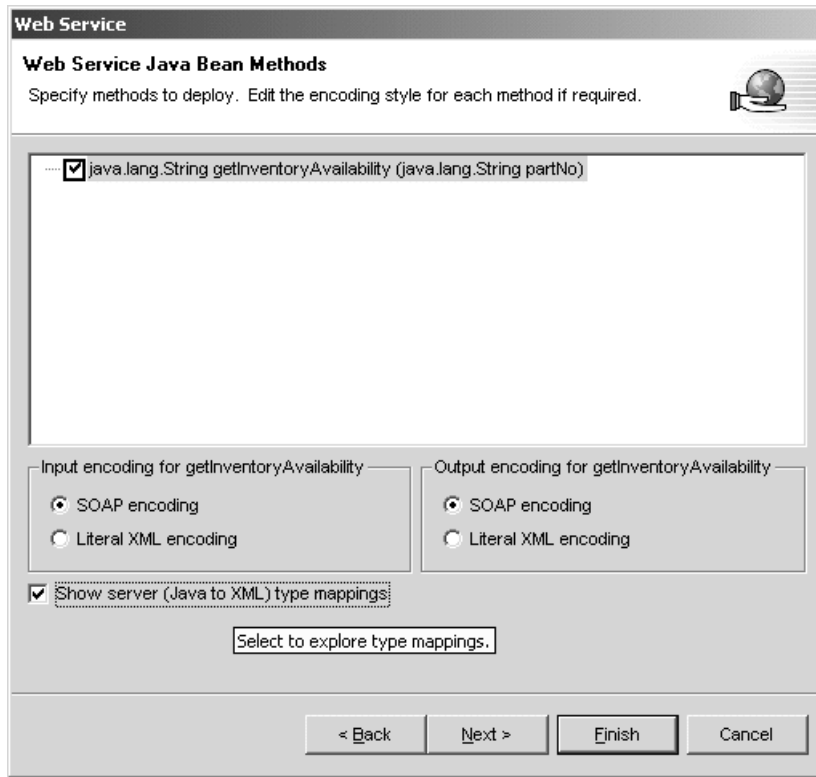 Web Service
Web Service Java Bean Methods
Specify methods to deploy. Edit the encoding style for each method if required.
java.lang.String getInventoryAvailability (java.lang.String partNo)
Input encoding for getInventoryAvailability
SOAP encoding
Literal XML encoding
Output encoding for getInventoryAvailability
SOAP encoding
Literal XML encoding
Show server (Java to XML) type mappings
Select to explore type mappings.
< Back
Next >
Finish
Cancel